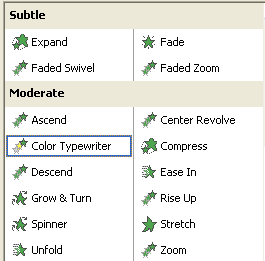 Subtle
Expand Fade
Faded Swivel Faded Zoom
Moderate
Ascend Center Revolve
Color Typewriter Compress
Descend Ease In
Grow & Turn Rise Up
Spinner Stretch
Unfold Zoom